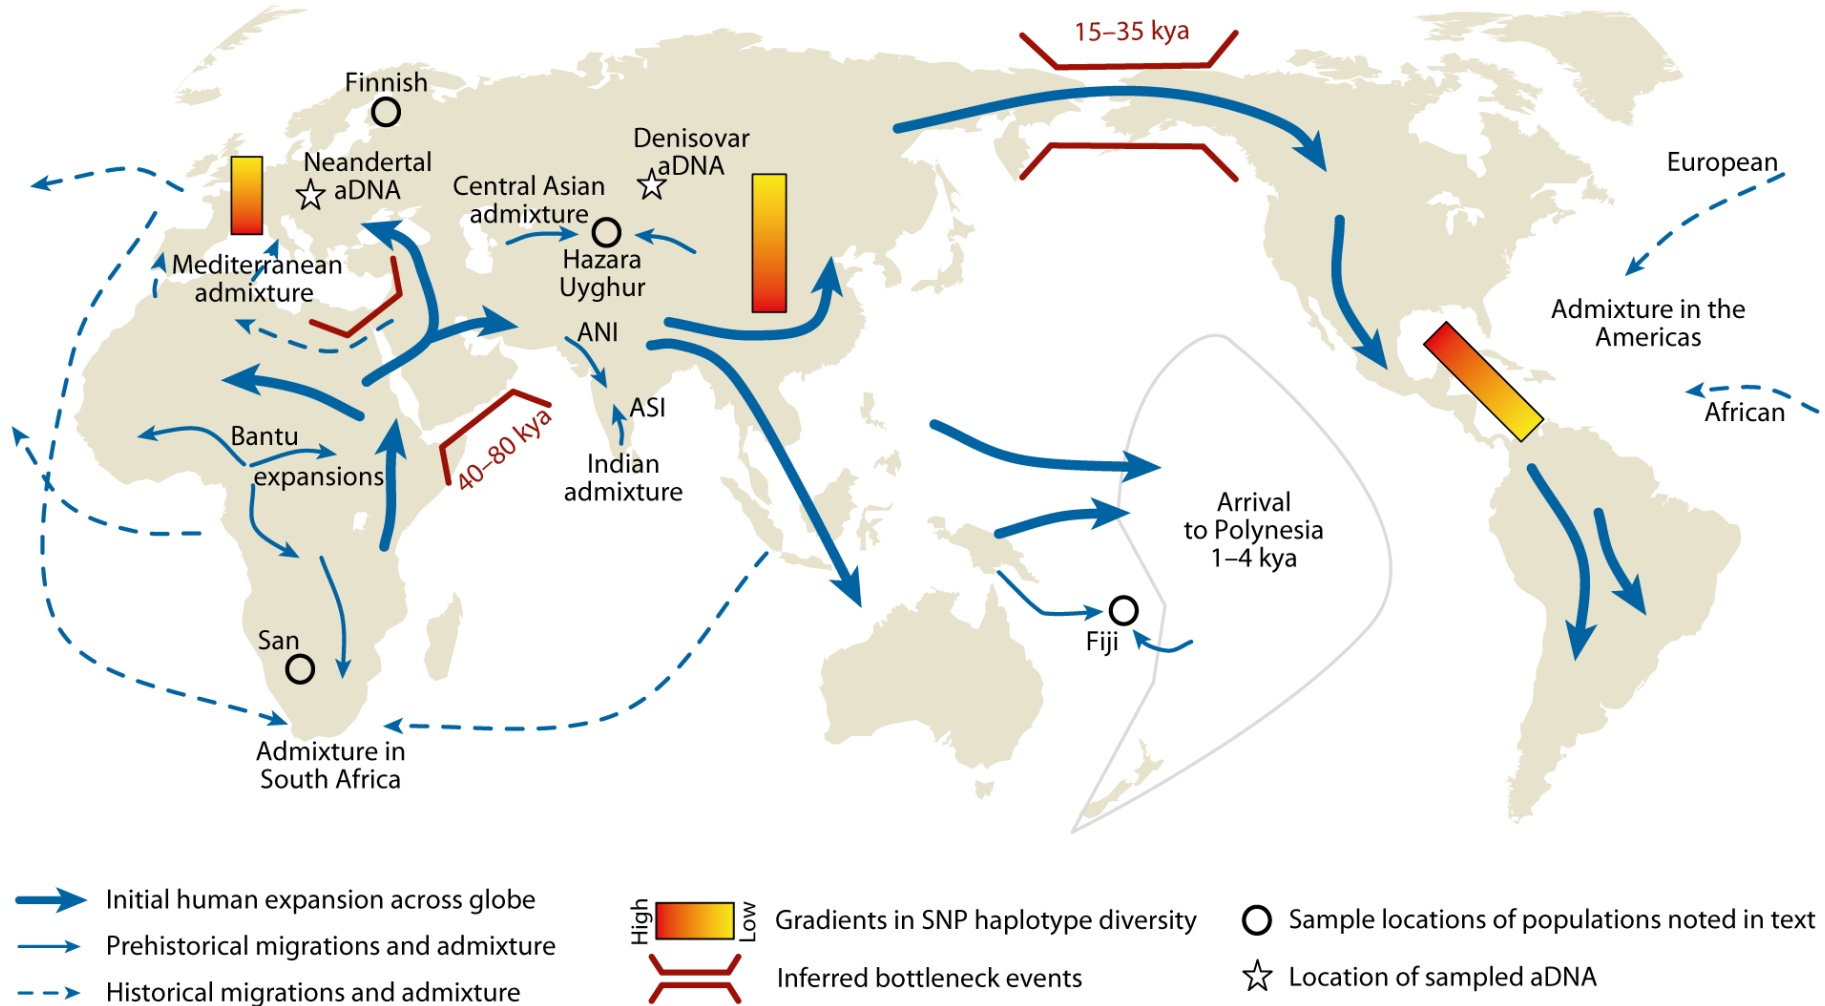 15–35 kya
Finnish
Denisovar
aDNA
Neandertal
aDNA
European
Central Asian
admixture
Hazara
Uyghur
Mediterranean
admixture
Admixture in the
Americas
ANI
ASI
African
40–80 kya
Bantu
expansions
Indian
admixture
Arrival
to Polynesia
1–4 kya
San
Fiji
Admixture in
South Africa
Initial human expansion across globe
Prehistorical migrations and admixture
Historical migrations and admixture
High
Low
Gradients in SNP haplotype diversity
Inferred bottleneck events
Sample locations of populations noted in text
Location of sampled aDNA